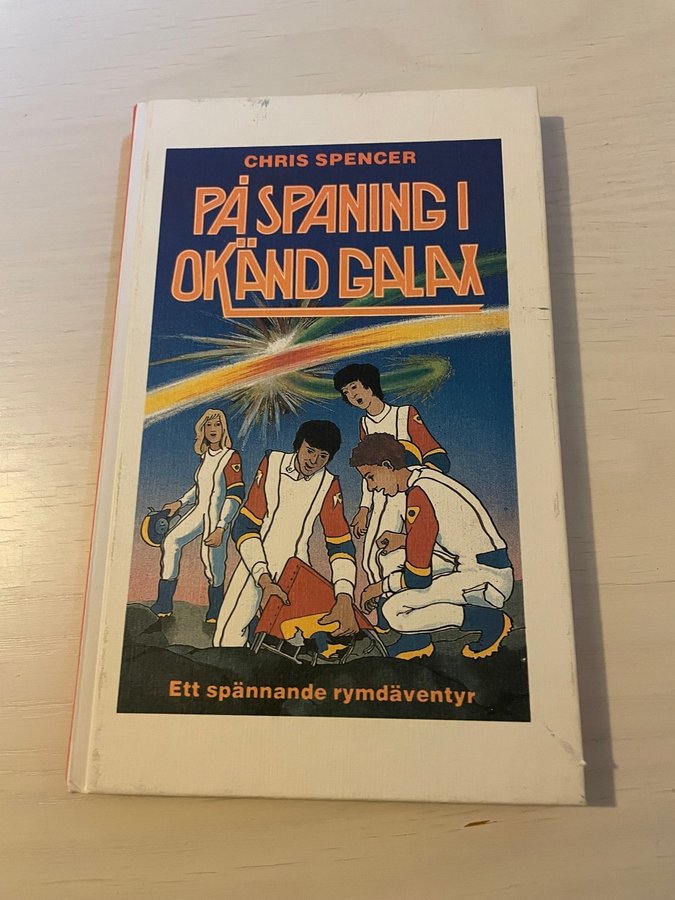 CHRIS SPENCER
PÅ SPANING I
OKÄND GALAX
Ett spännande rymdäventyr